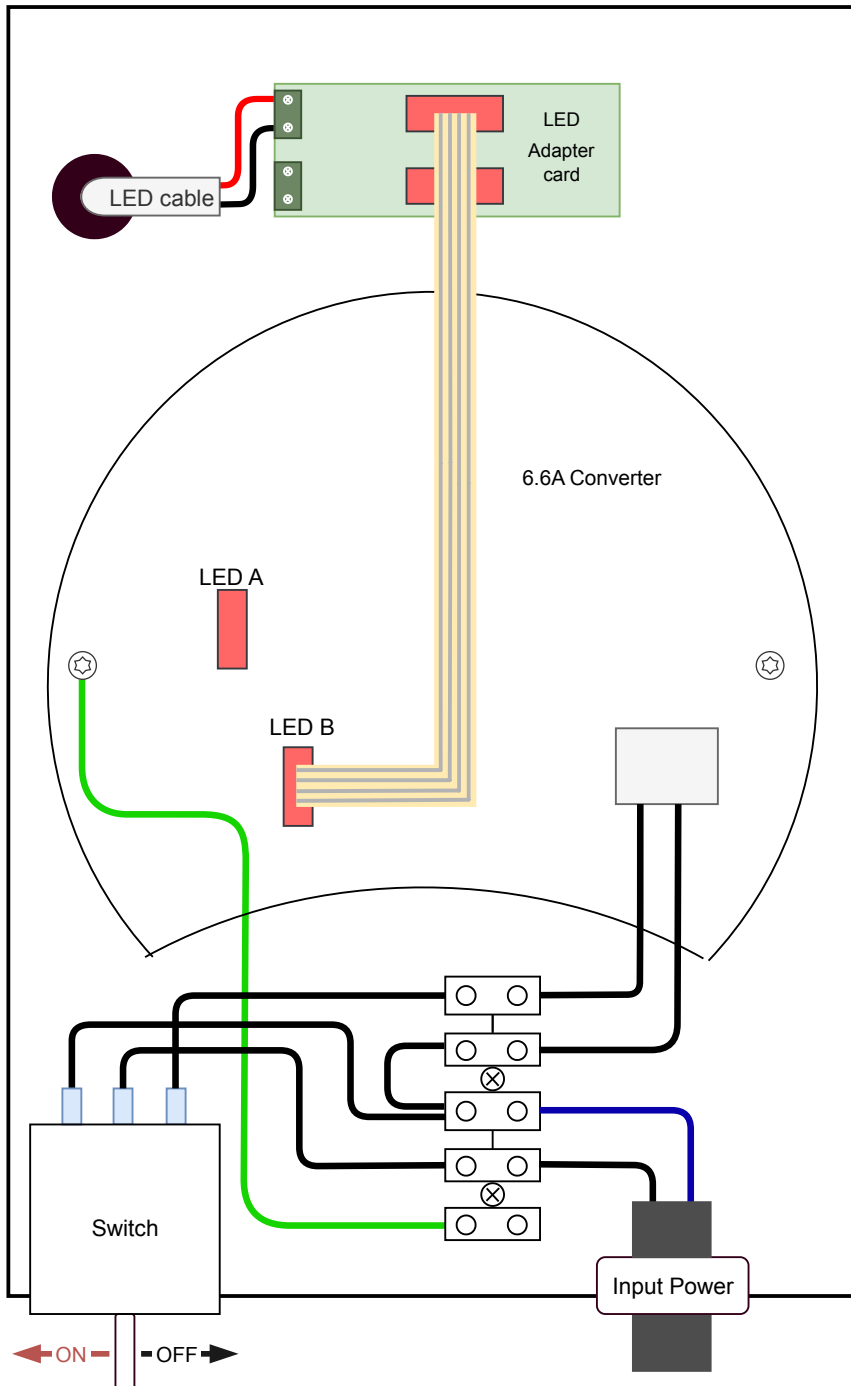 LED
Adapter
card
LED cable
6.6A Converter
LED A
LED B
Switch
Input Power
ON
OFF